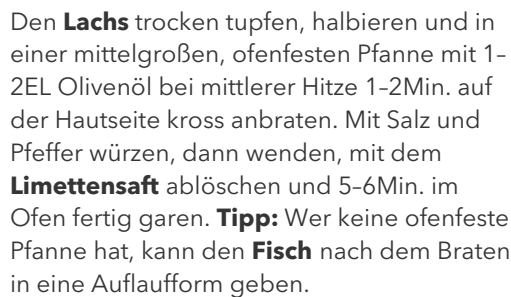 Den Lachs trocken tupfen, halbieren und in
einer mittelgroßen, ofenfesten Pfanne mit 1–
2EL Olivenöl bei mittlerer Hitze 1–2Min. auf
der Hautseite kross anbraten. Mit Salz und
Pfeffer würzen, dann wenden, mit dem
Limettensaft ablöschen und 5–6Min. im
Ofen fertig garen. Tipp: Wer keine ofenfeste
Pfanne hat, kann den Fisch nach dem Braten
in eine Auflaufform geben.